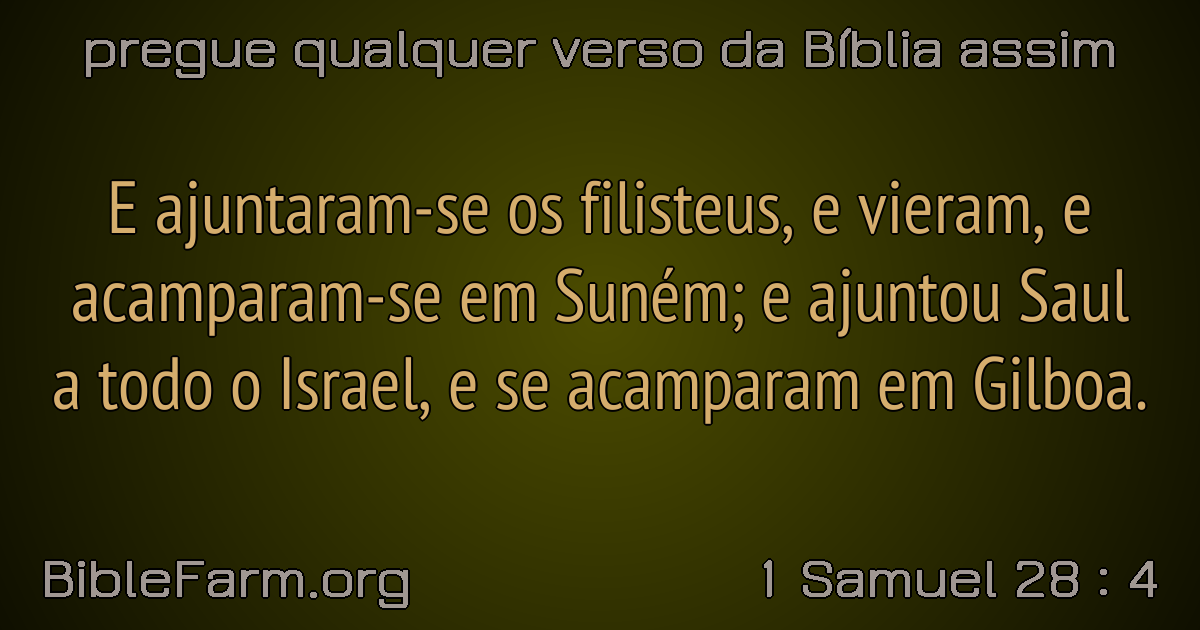 pregue qualquer verso da Bíblia assim
E ajuntaram-se os filisteus, e vieram, e
acamparam-se em Suném; e ajuntou Saul
a todo o Israel, e se acamparam em Gilboa.
BibleFarm.org
1 Samuel 28 : 4